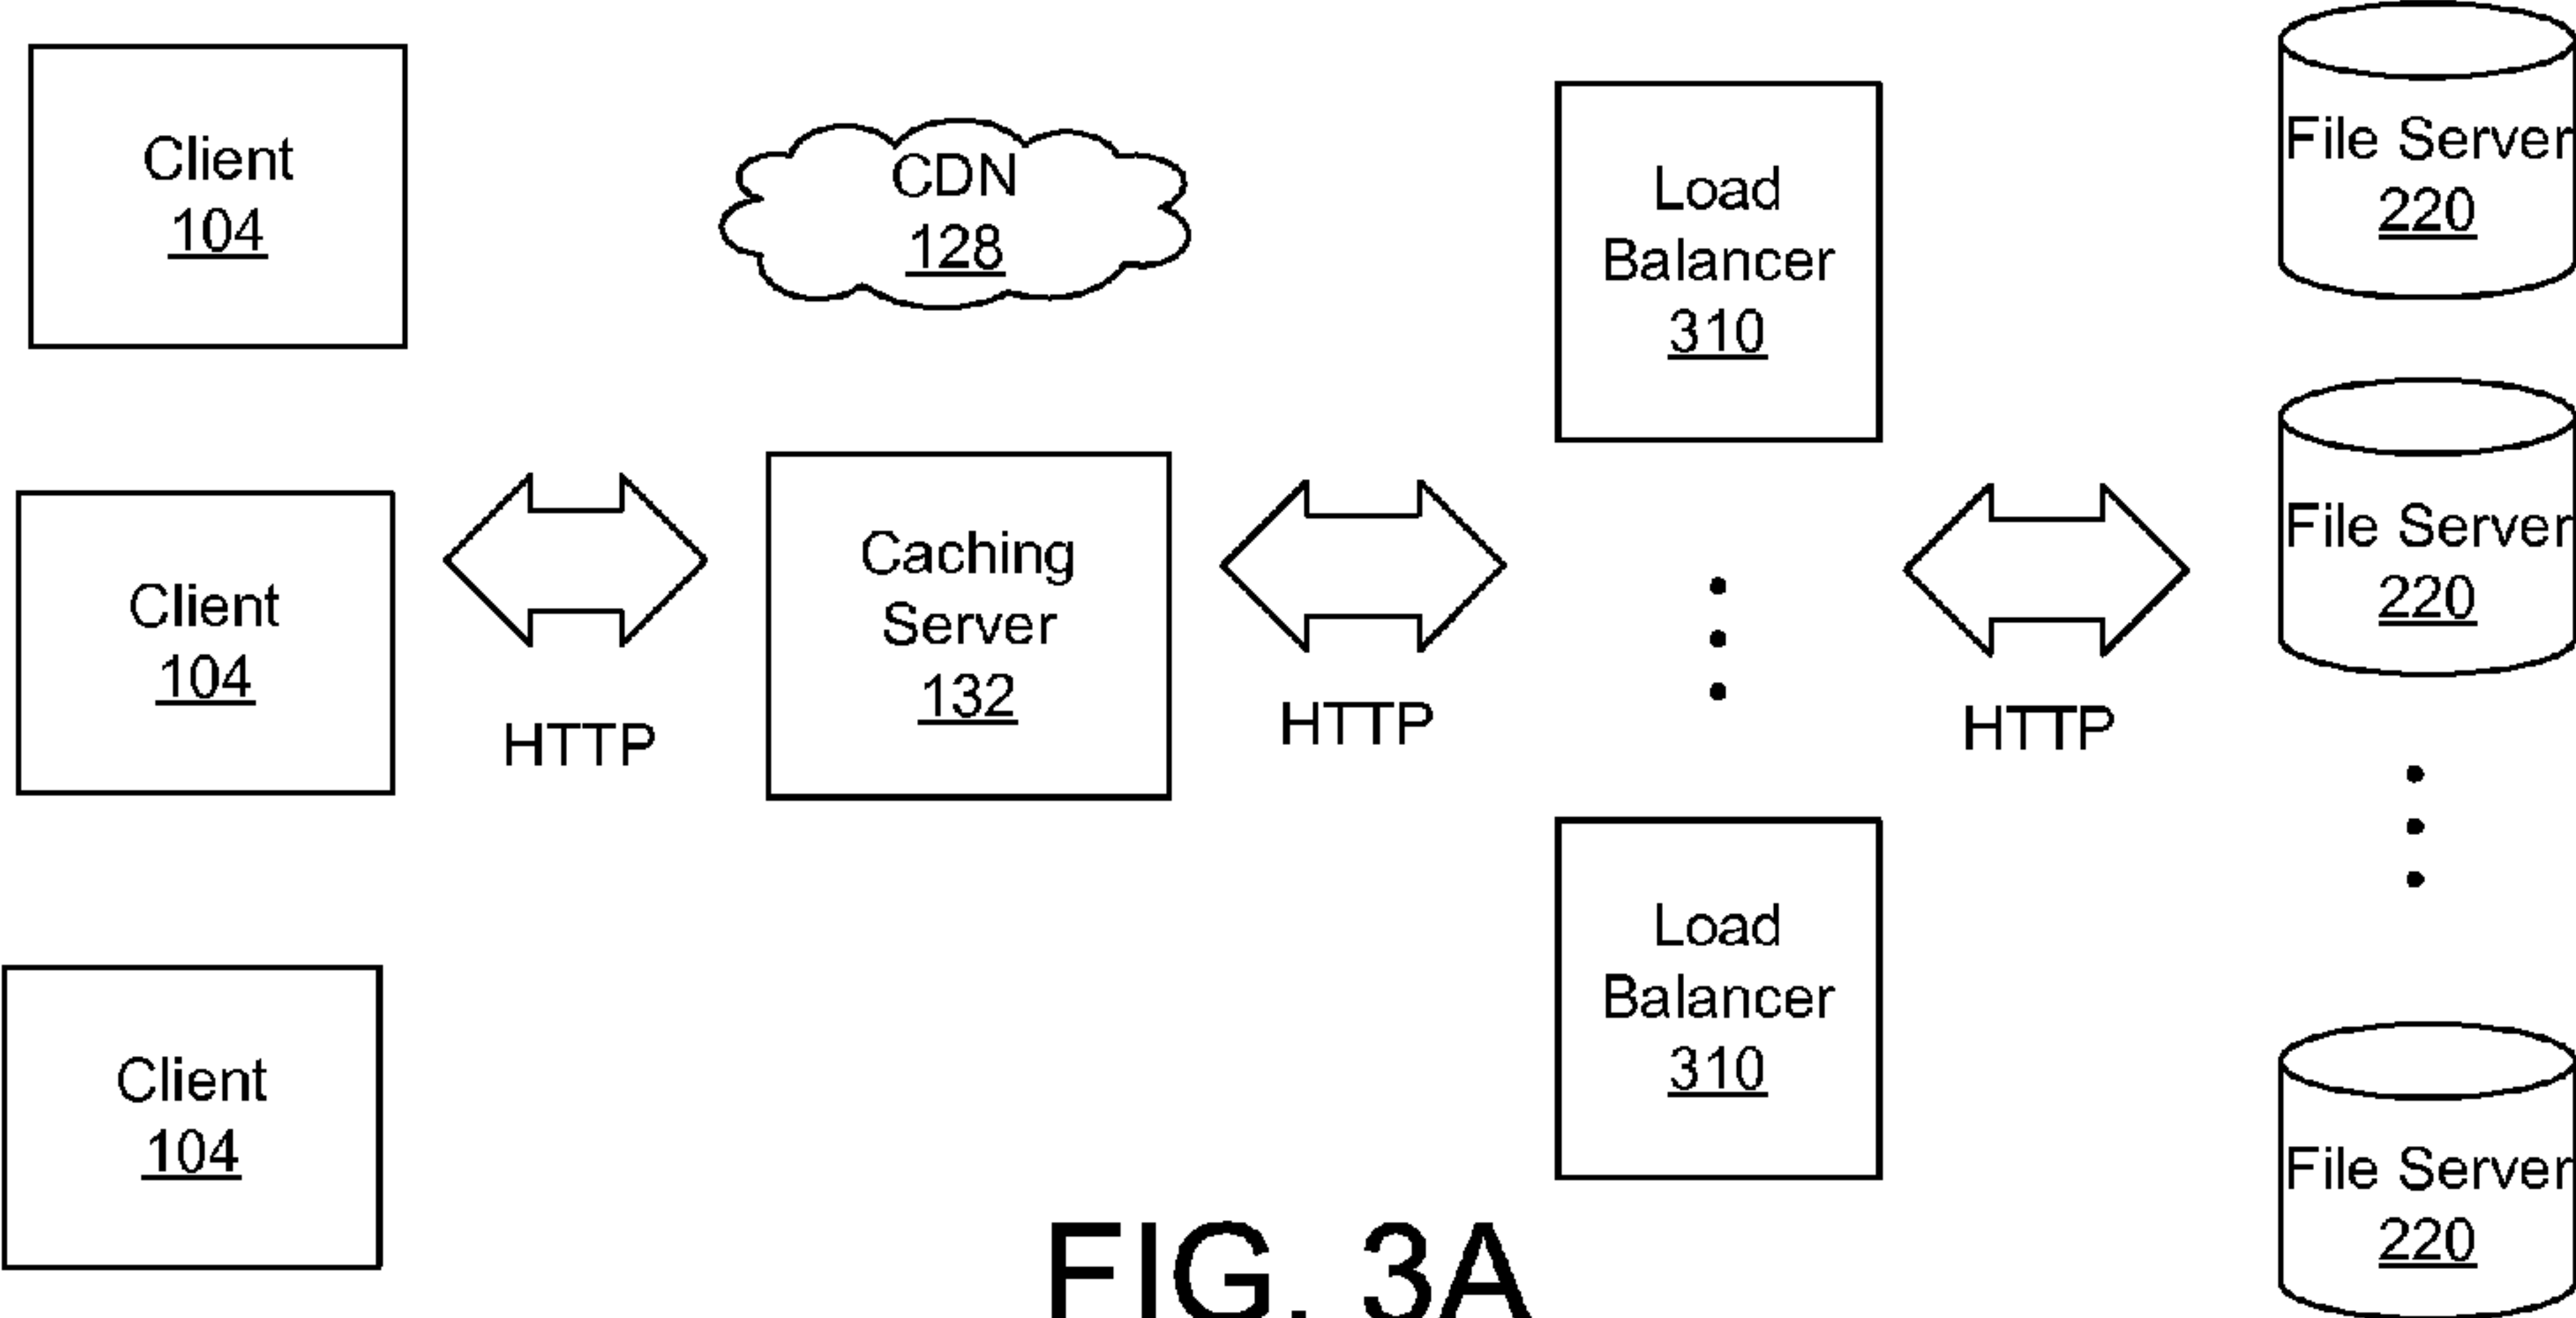 Client
104
Client
104
Client
104
CDN
128
HTTP
Caching
Server
132
HTTP
Load
Balancer
310
Load
Balancer
310
HTTP
File Server
220
File Server
220
File Server
220
FIG. 3A